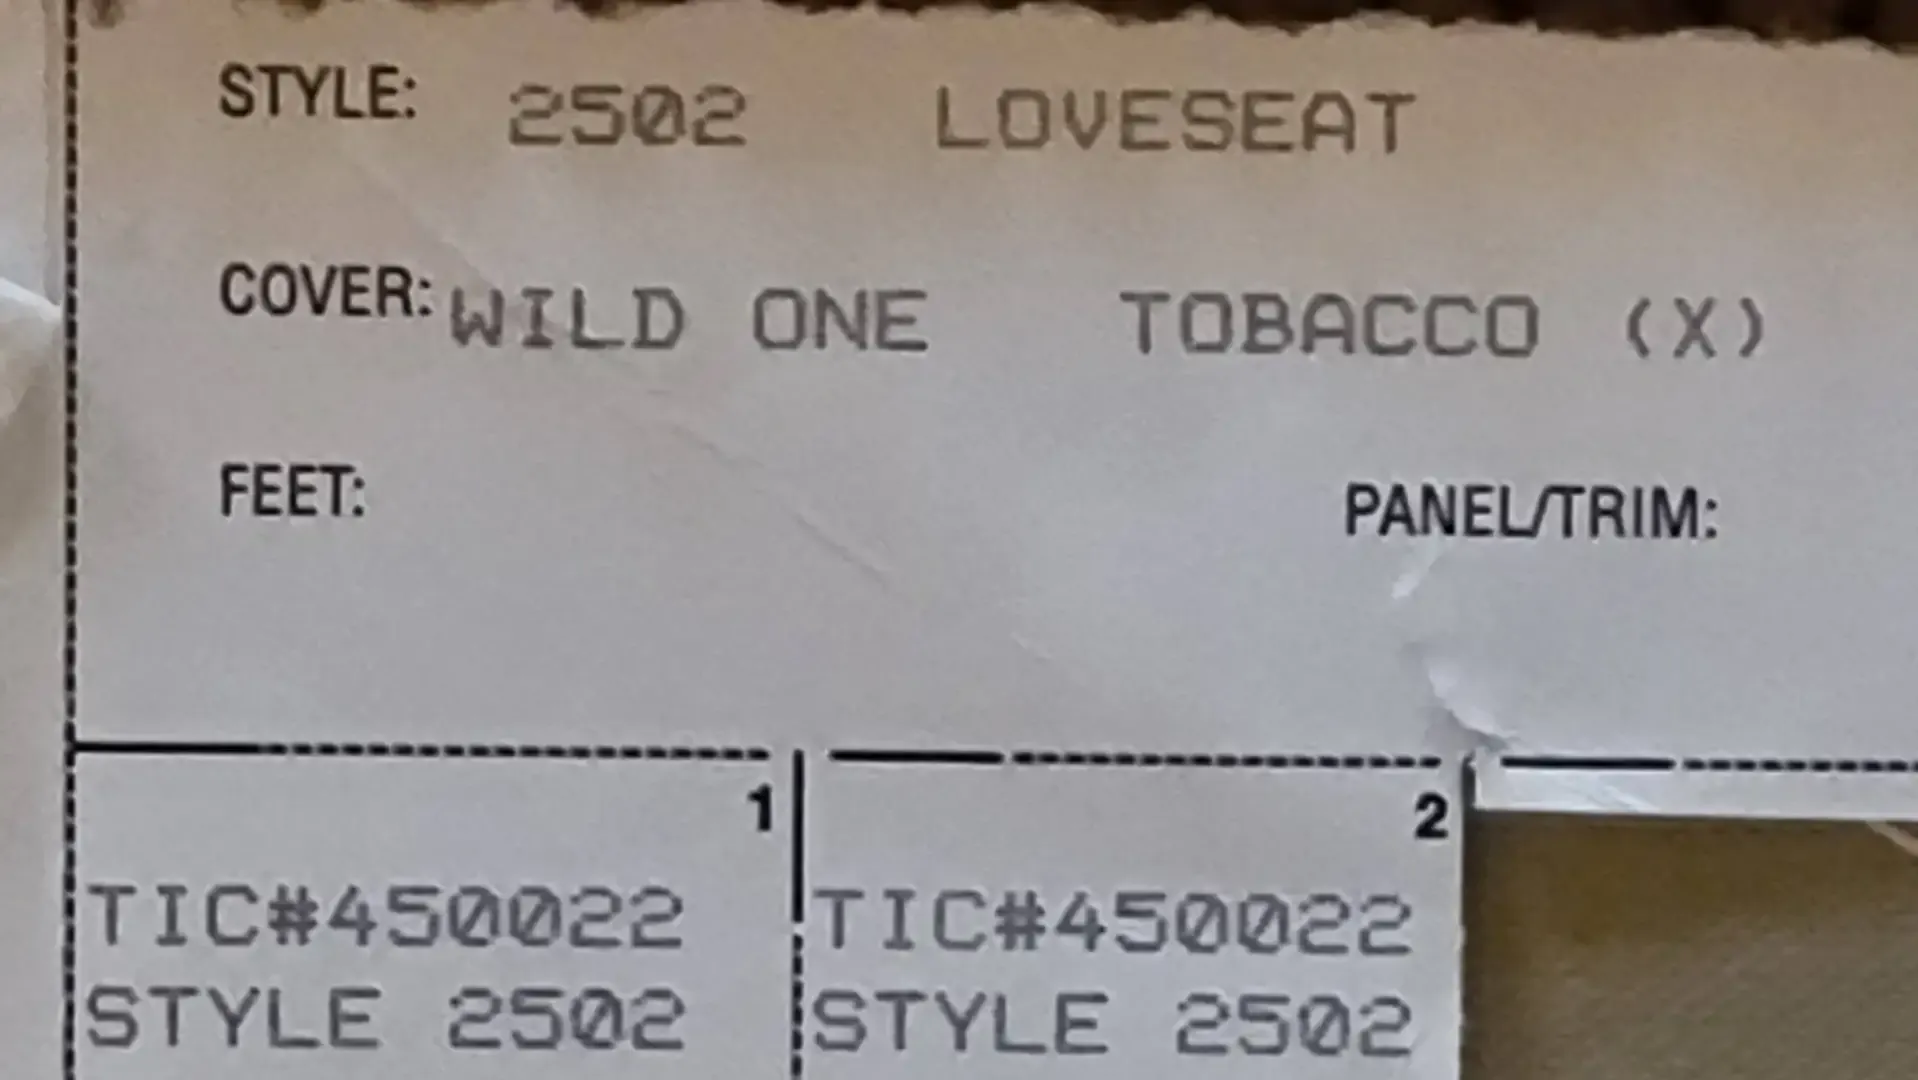 STYLE: 2502 LOVESEAT
COVER: WILD ONE TOBACCO (X)
FEET: PANEL/TRIM:
1 2
TIC#450022 TIC#450022
STYLE 2502 STYLE 2502